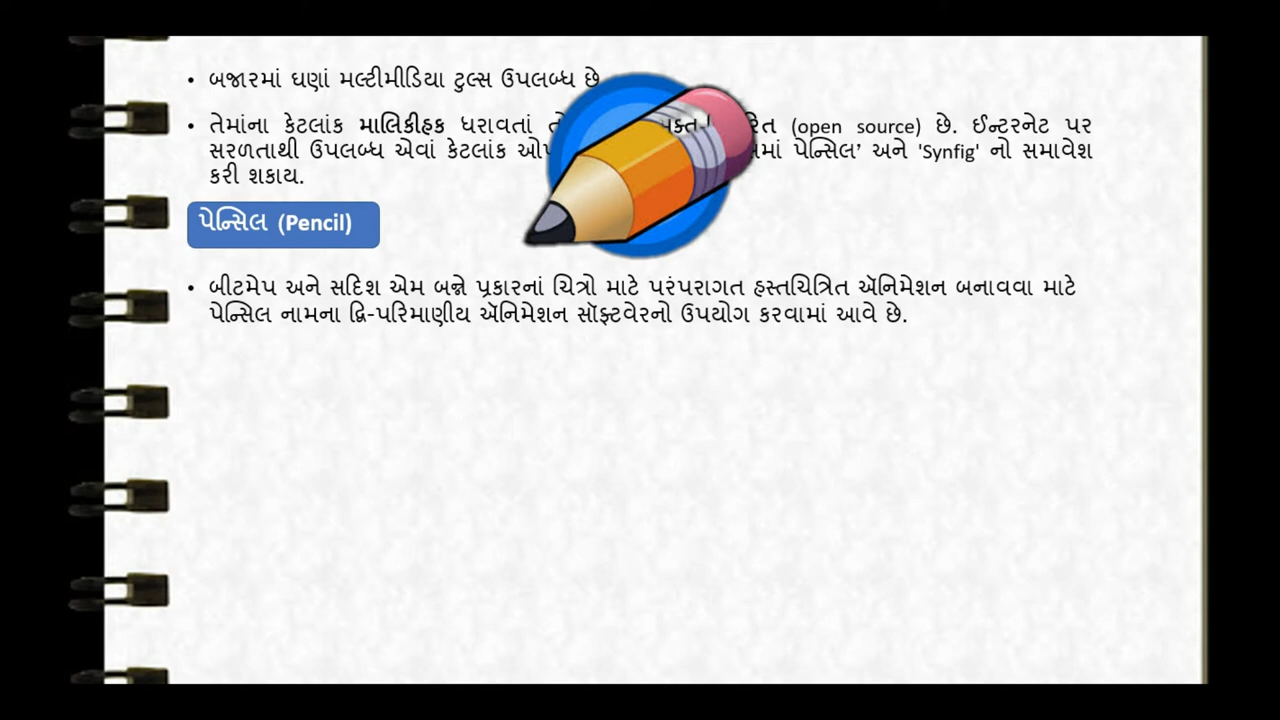 • બજારમાં ઘણાં મલ્ટીમીડિયા ટુલ્સ ઉપલબ્ધ છે
• તેમાંના કેટલાંક માલિકીહક ધરાવતાં (open source) છે. ઈન્ટરનેટ પર
સરળતાથી ઉપલબ્ધ એવાં કેટલાંક પેન્સિલ’ અને 'Synfig' નો સમાવેશ
કરી શકાય.
પેન્સિલ (Pencil)
• બીટમેપ અને સદિશ એમ બન્ને પ્રકારનાં ચિત્રો માટે પરંપરાગત હસ્તચિત્રિત ઍનિમેશન બનાવવા માટે
પેન્સિલ નામના દ્વિ-પરિમાણીય ઍનિમેશન સૉફ્ટવેરનો ઉપયોગ કરવામાં આવે છે.